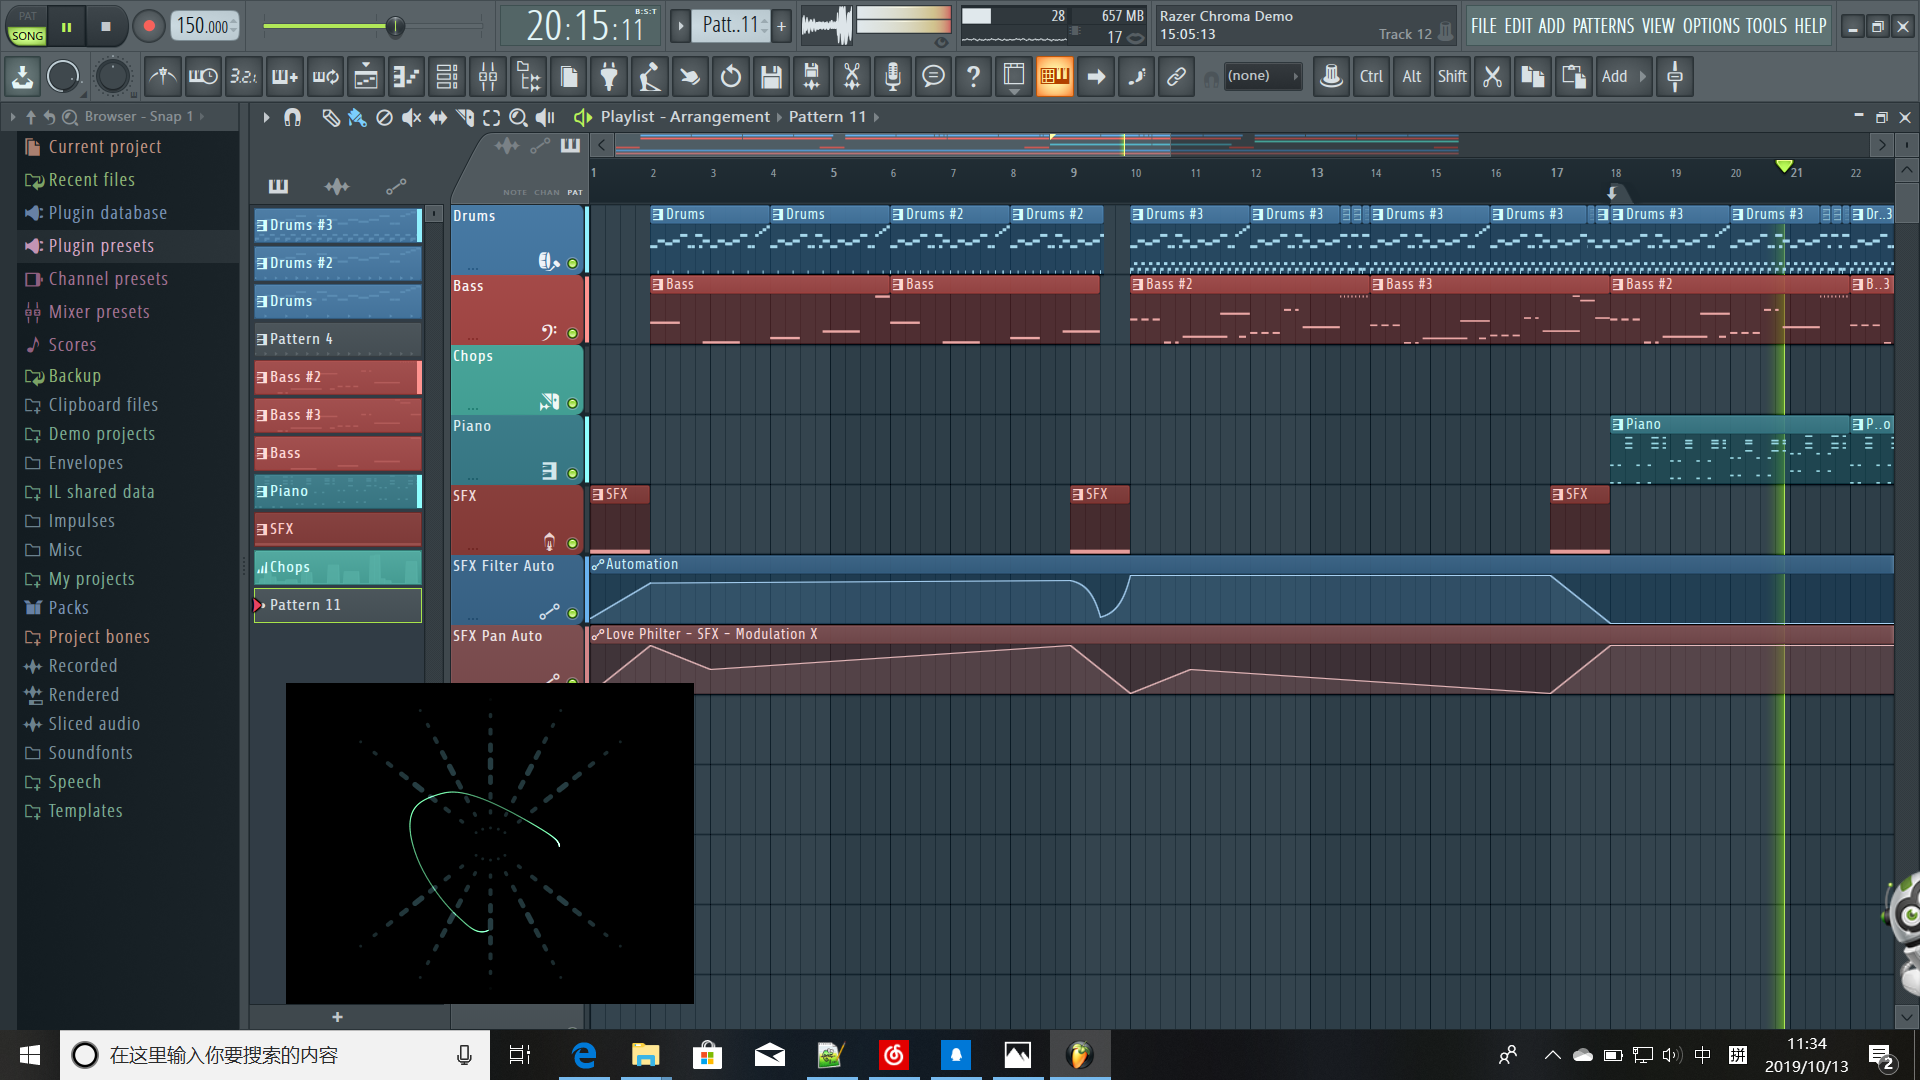 PAT
SONG
150.000
20:15:11
B:S:T
Patt..11
+
28
657 MB
17
Razer Chroma Demo
15:05:13
Track 12
FILE EDIT ADD PATTERNS VIEW OPTIONS TOOLS HELP
3.2.
?
(none)
Ctrl
Alt
Shift
Add
Browser - Snap 1
Playlist - Arrangement › Pattern 11
Current project
Recent files
Plugin database
Plugin presets
Channel presets
Mixer presets
Scores
Backup
Clipboard files
Demo projects
Envelopes
IL shared data
Impulses
Misc
My projects
Packs
Project bones
Recorded
Rendered
Sliced audio
Soundfonts
Speech
Templates
Drums #3
Drums #2
Drums
Pattern 4
Bass #2
Bass #3
Bass
Piano
SFX
Chops
Pattern 11
+
NOTE CHAN PAT
1 2 3 4 5 6 7 8 9 10 11 12 13 14 15 16 17 18 19 20 21 22
Drums
Drums Drums Drums #2 Drums #2 Drums #3 Drums #3 Drums #3 Drums #3 Drums #3 Drums #3 Dr..3
Bass
Bass Bass Bass #2 Bass #3 Bass #2 B..3
Chops
Piano
Piano P..o
SFX
SFX SFX SFX
SFX Filter Auto
Automation
SFX Pan Auto
Love Philter - SFX - Modulation X
在这里输入你要搜索的内容
中
拼
11:34
2019/10/13
2